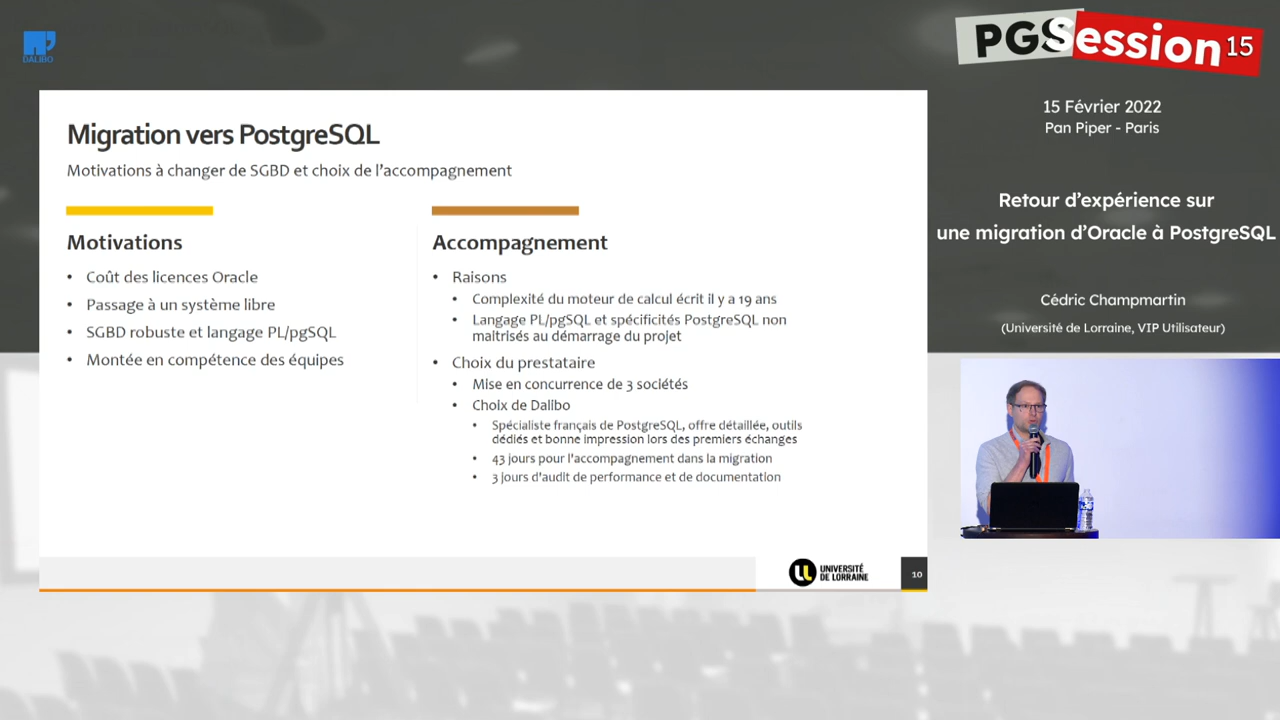 DALIBO
PGSession 15
15 Février 2022
Pan Piper - Paris
Retour d’expérience sur
une migration d’Oracle à PostgreSQL
Cédric Champmartin
(Université de Lorraine, VIP Utilisateur)
Migration vers PostgreSQL
Motivations à changer de SGBD et choix de l’accompagnement
Motivations
• Coût des licences Oracle
• Passage à un système libre
• SGBD robuste et langage PL/pgSQL
• Montée en compétence des équipes
Accompagnement
• Raisons
• Complexité du moteur de calcul écrit il y a 19 ans
• Langage PL/pgSQL et spécificités PostgreSQL non
maitrisés au démarrage du projet
• Choix du prestataire
• Mise en concurrence de 3 sociétés
• Choix de Dalibo
• Spécialiste français de PostgreSQL, offre détaillée, outils
dédiés et bonne impression lors des premiers échanges
• 43 jours pour l'accompagnement dans la migration
• 3 jours d'audit de performance et de documentation
UNIVERSITÉ
DE LORRAINE
10